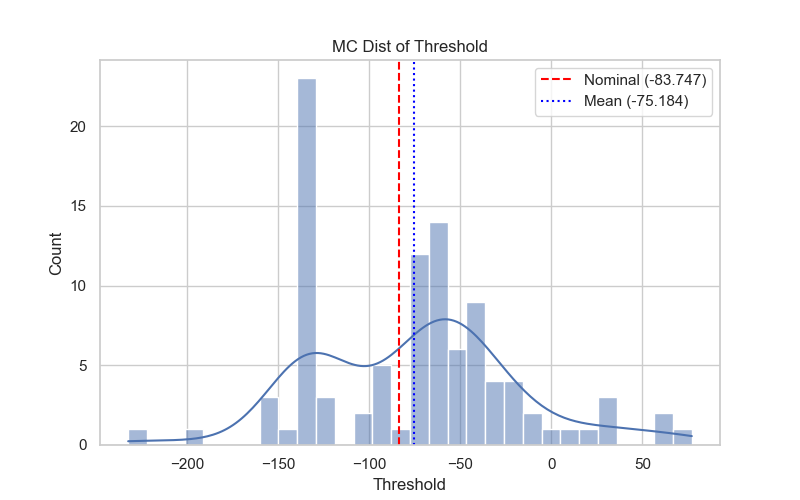 MC Dist of Threshold
Nominal (-83.747)
Mean (-75.184)
Count
20
15
10
5
0
−200
−150
−100
−50
0
50
Threshold